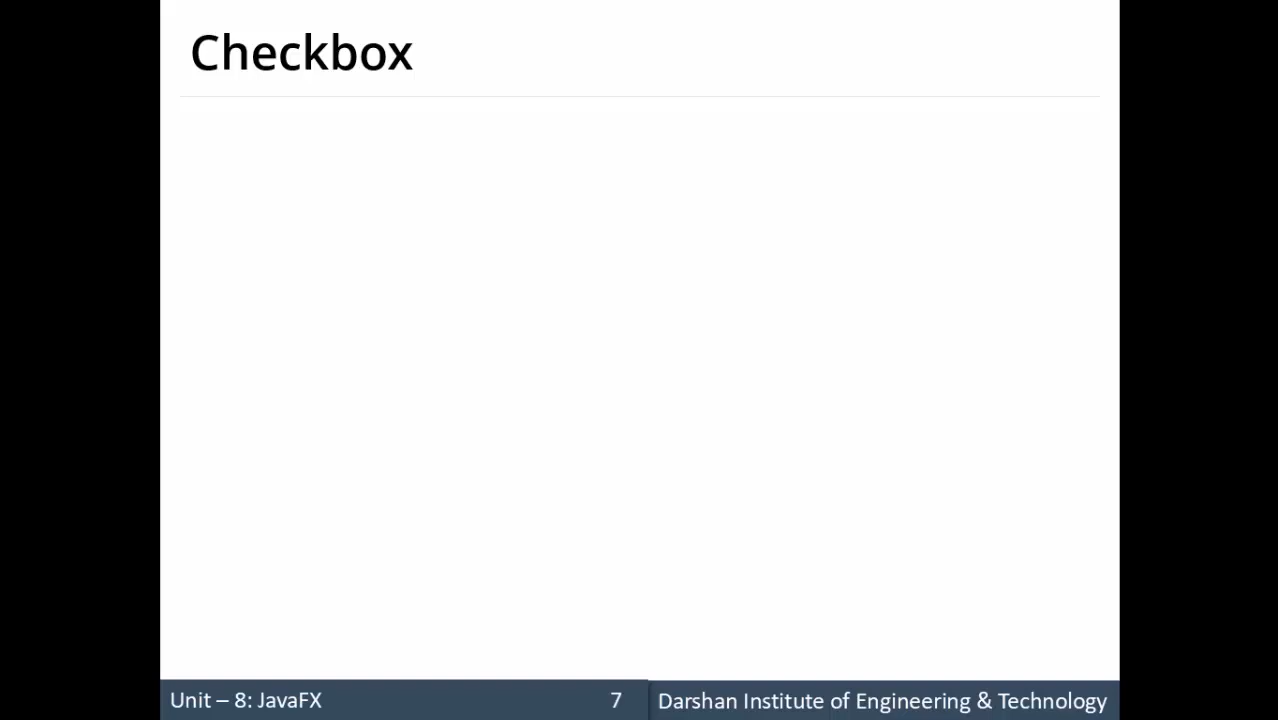 Checkbox
Unit – 8: JavaFX 7 Darshan Institute of Engineering & Technology